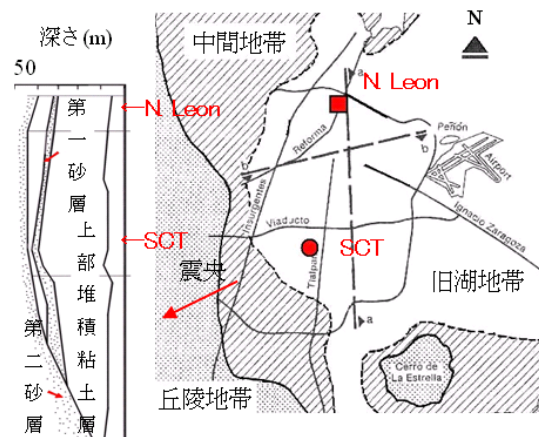 深さ (m)
50
第一砂層
上部堆積粘土層
第二砂層
N. Leon
SCT
中間地帯
N
a
N. Leon
Reforma
Peñón
b
b
Airport
Insurgentes
Viaducto
Ignacio Zaragoza
SCT
Tlalpan
震央
旧湖地帯
a
丘陵地帯
Cerro de
La Estrella